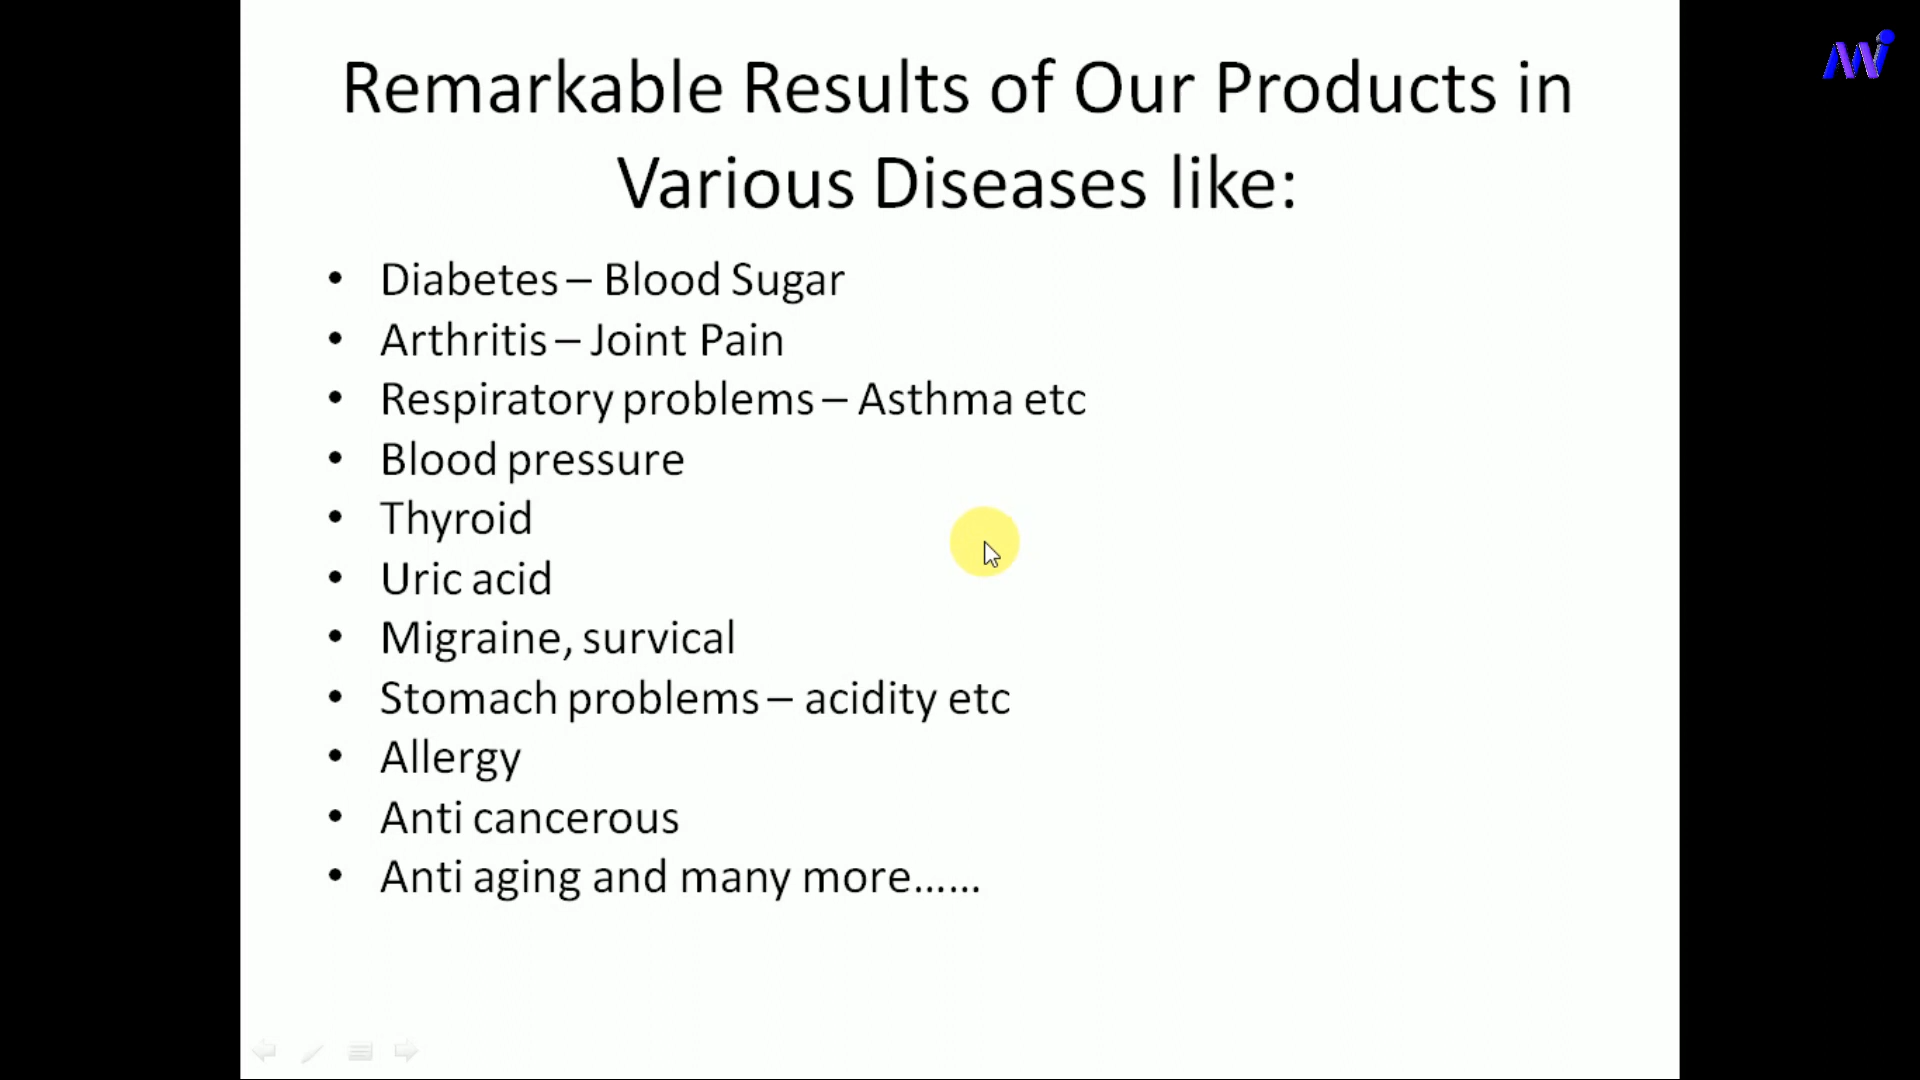 Remarkable Results of Our Products in
Various Diseases like:
• Diabetes – Blood Sugar
• Arthritis – Joint Pain
• Respiratory problems – Asthma etc
• Blood pressure
• Thyroid
• Uric acid
• Migraine, survical
• Stomach problems – acidity etc
• Allergy
• Anti cancerous
• Anti aging and many more......